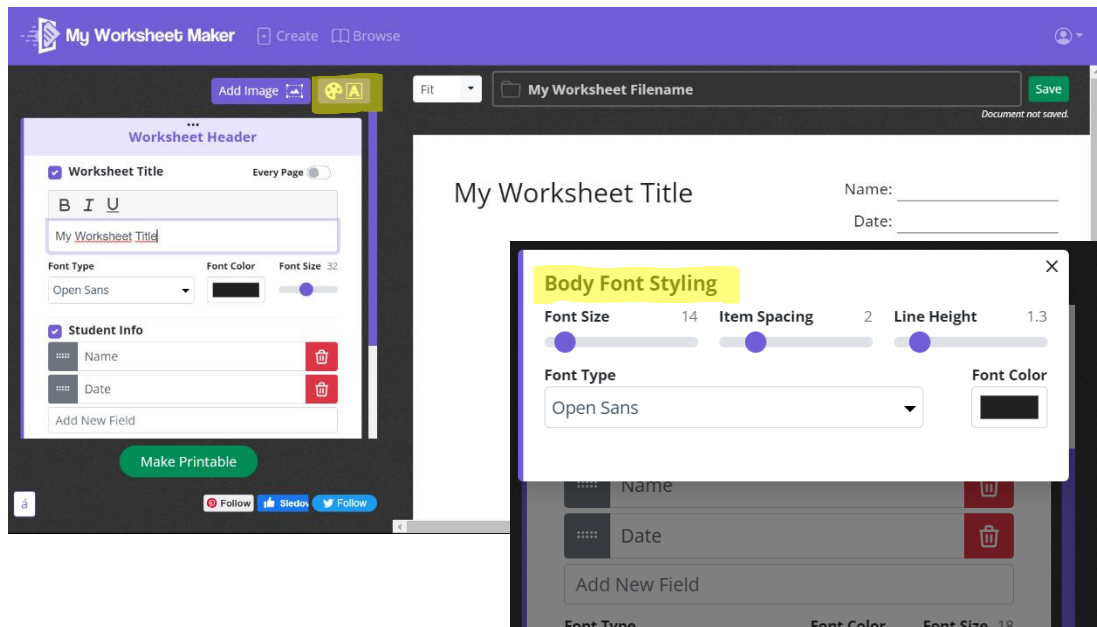 My Worksheet Maker Create Browse
Add Image A
Fit My Worksheet Filename Save
Document not saved.
Worksheet Header
Worksheet Title Every Page
B I U
My Worksheet Title
Font Type Font Color Font Size 32
Open Sans
Student Info
Name
Date
Add New Field
Make Printable
á
Follow Sledov Follow
My Worksheet Title
Name:
Date:
Body Font Styling
Font Size 14 Item Spacing 2 Line Height 1.3
Font Type Font Color
Open Sans
Name
Date
Add New Field
Font Type Font Color Font Size 18